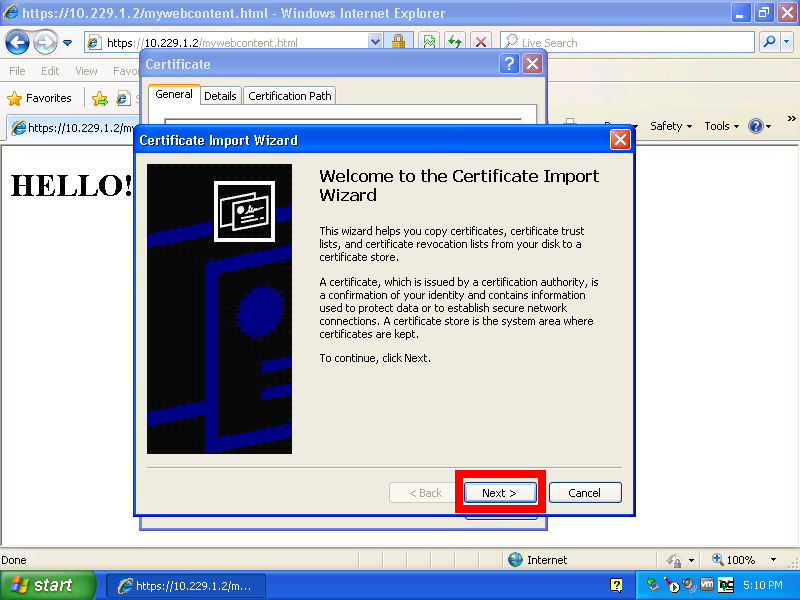 https://10.229.1.2/mywebcontent.html - Windows Internet Explorer
https://10.229.1.2/mywebcontent.html
Live Search
File Edit View Favo
Certificate
Favorites
General Details Certification Path
https://10.229.1.2/my
Safety Tools
Certificate Import Wizard
HELLO!
Welcome to the Certificate Import
Wizard
This wizard helps you copy certificates, certificate trust
lists, and certificate revocation lists from your disk to a
certificate store.
A certificate, which is issued by a certification authority, is
a confirmation of your identity and contains information
used to protect data or to establish secure network
connections. A certificate store is the system area where
certificates are kept.
To continue, click Next.
< Back Next > Cancel
Done Internet 100%
start https://10.229.1.2/m... 5:10 PM